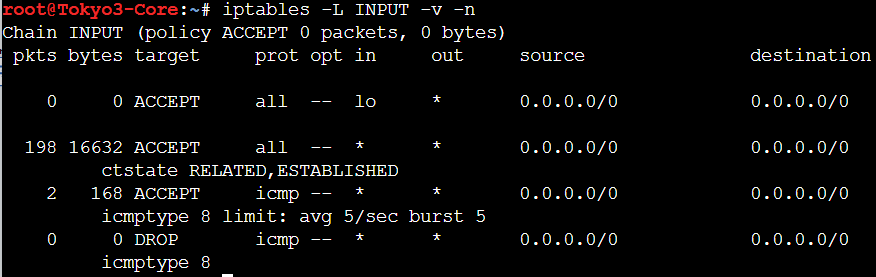 root@Tokyo3-Core:~# iptables -L INPUT -v -n
Chain INPUT (policy ACCEPT 0 packets, 0 bytes)
pkts bytes target prot opt in out source destination
0 0 ACCEPT all -- lo * 0.0.0.0/0 0.0.0.0/0
198 16632 ACCEPT all -- * * 0.0.0.0/0 0.0.0.0/0
ctstate RELATED,ESTABLISHED
2 168 ACCEPT icmp -- * * 0.0.0.0/0 0.0.0.0/0
icmptype 8 limit: avg 5/sec burst 5
0 0 DROP icmp -- * * 0.0.0.0/0 0.0.0.0/0
icmptype 8